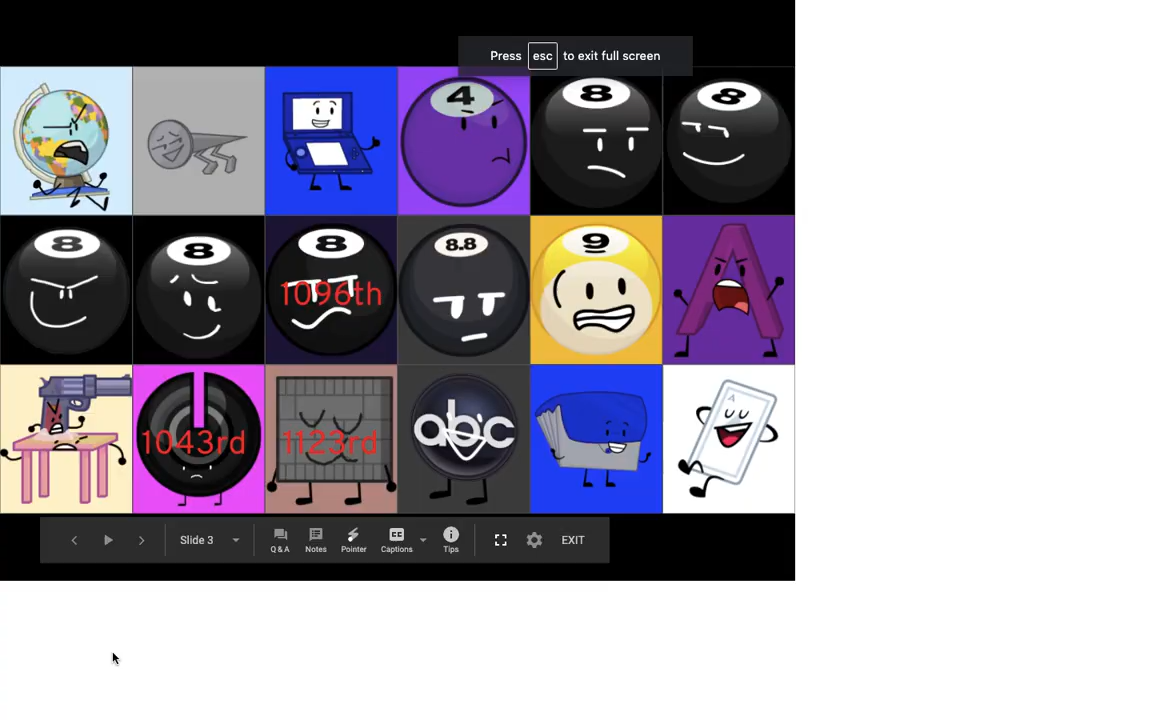 Press esc to exit full screen
4
8
8
8
8
8
1096th
8.8
9
A
1043rd
1123rd
abc
A
Slide 3
Q & A
Notes
Pointer
CC
Captions
Tips
EXIT